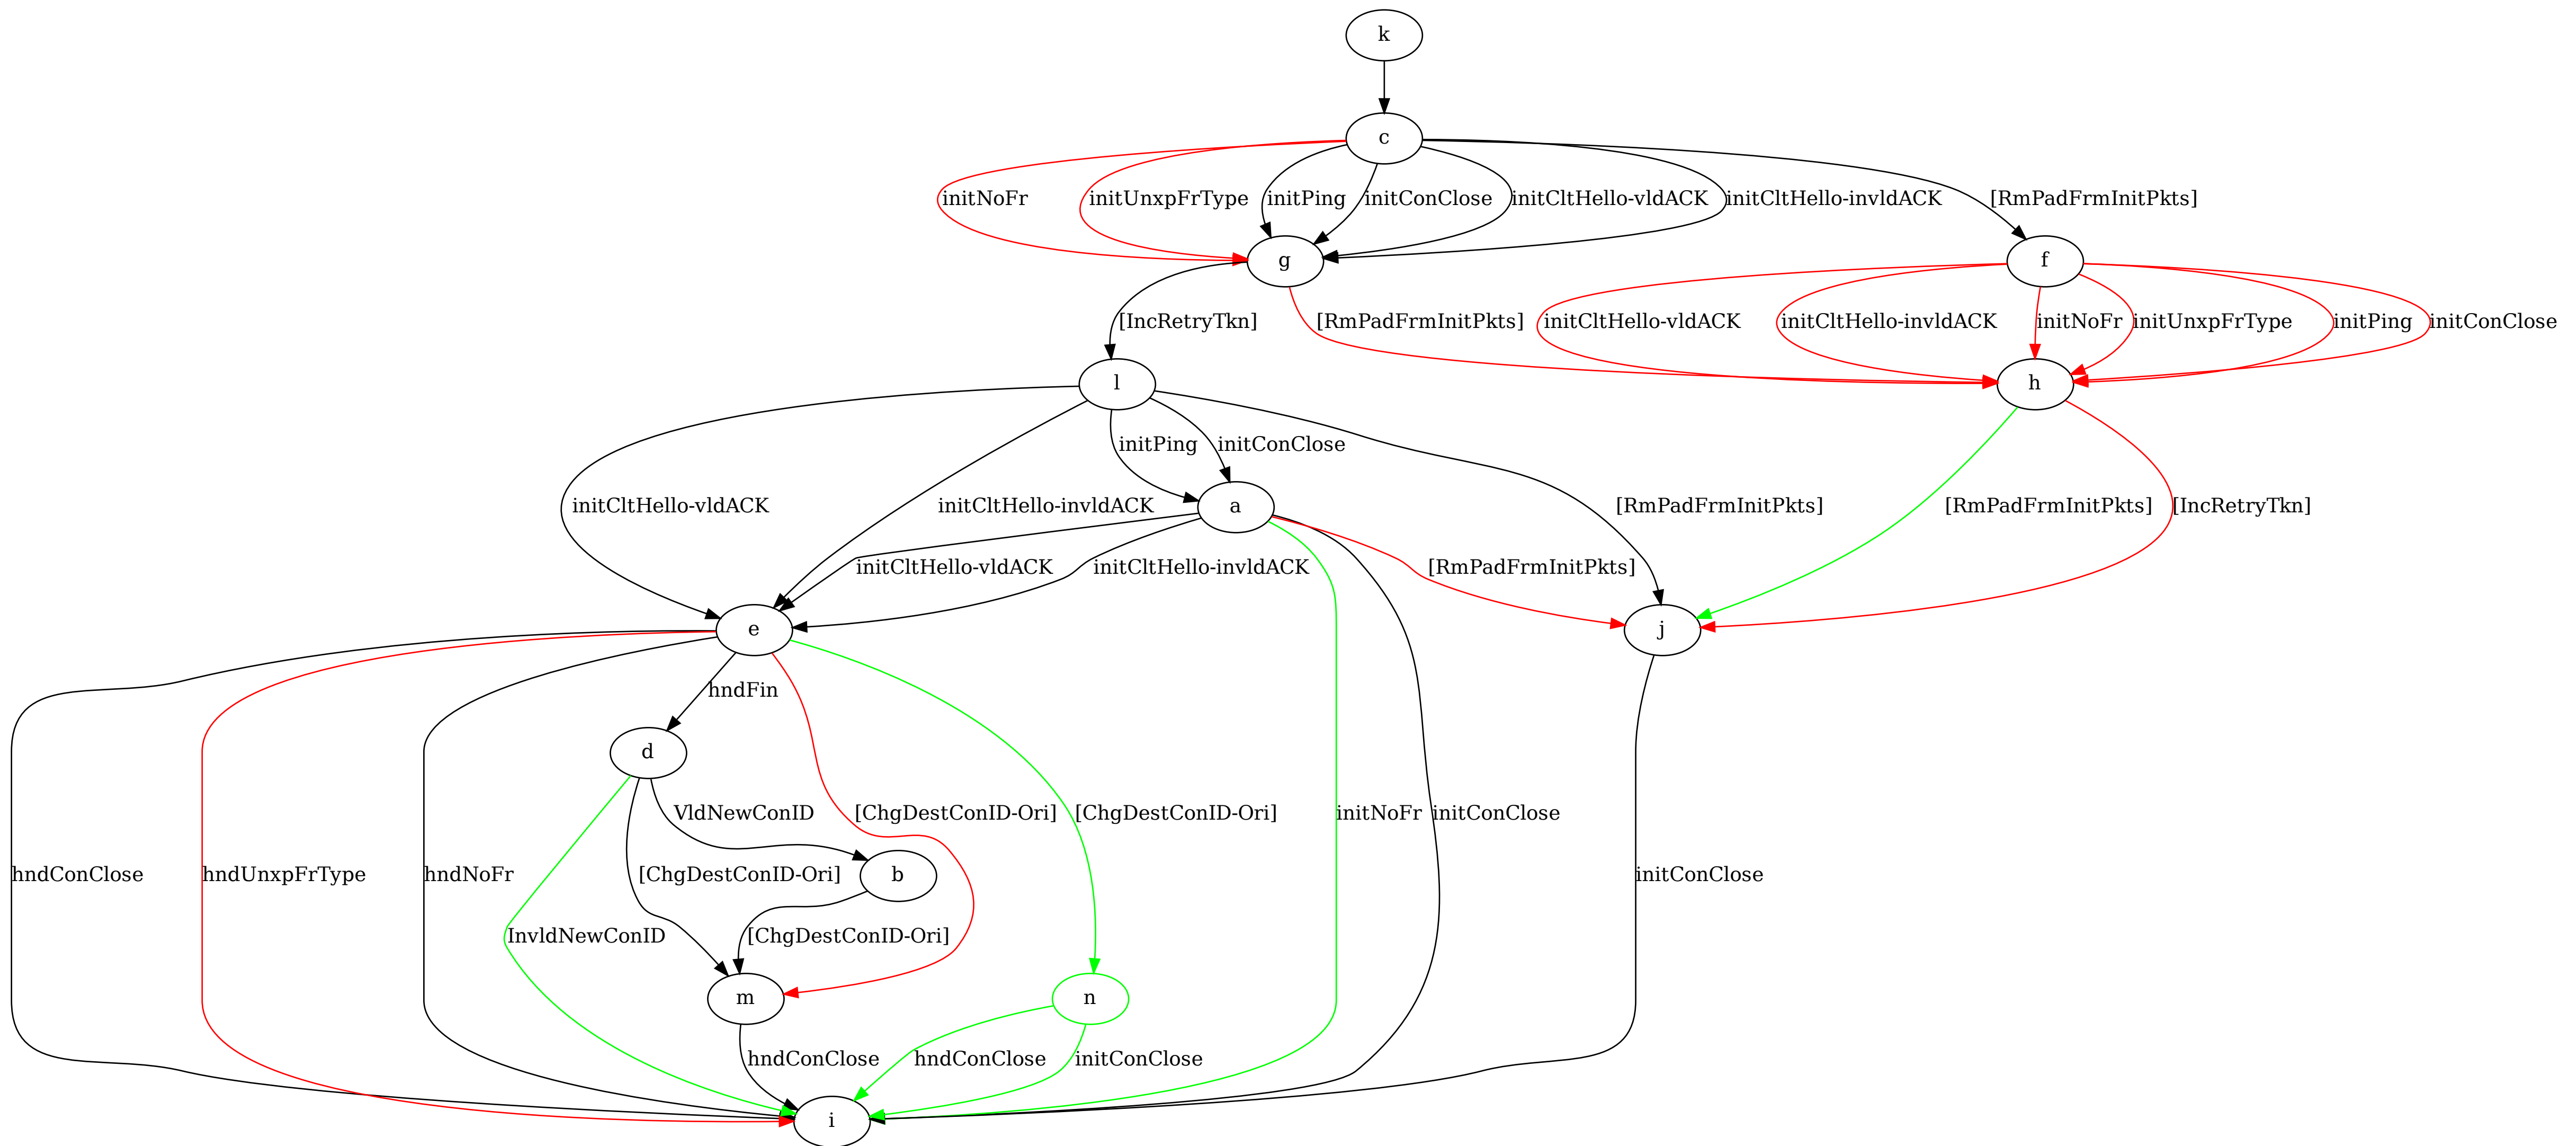 k
c
initNoFr
initUnxpFrType
initPing
initConClose
initCltHello-vldACK
initCltHello-invldACK
[RmPadFrmInitPkts]
g
f
[IncRetryTkn]
[RmPadFrmInitPkts]
initCltHello-vldACK
initCltHello-invldACK
initNoFr
initUnxpFrType
initPing
initConClose
l
h
initPing
initConClose
initCltHello-vldACK
initCltHello-invldACK
a
[RmPadFrmInitPkts]
[RmPadFrmInitPkts]
[IncRetryTkn]
initCltHello-vldACK
initCltHello-invldACK
[RmPadFrmInitPkts]
e
j
hndFin
d
VldNewConID
[ChgDestConID-Ori]
[ChgDestConID-Ori]
initNoFr
initConClose
hndConClose
hndUnxpFrType
hndNoFr
[ChgDestConID-Ori]
b
initConClose
InvldNewConID
[ChgDestConID-Ori]
m
n
hndConClose
hndConClose
initConClose
i